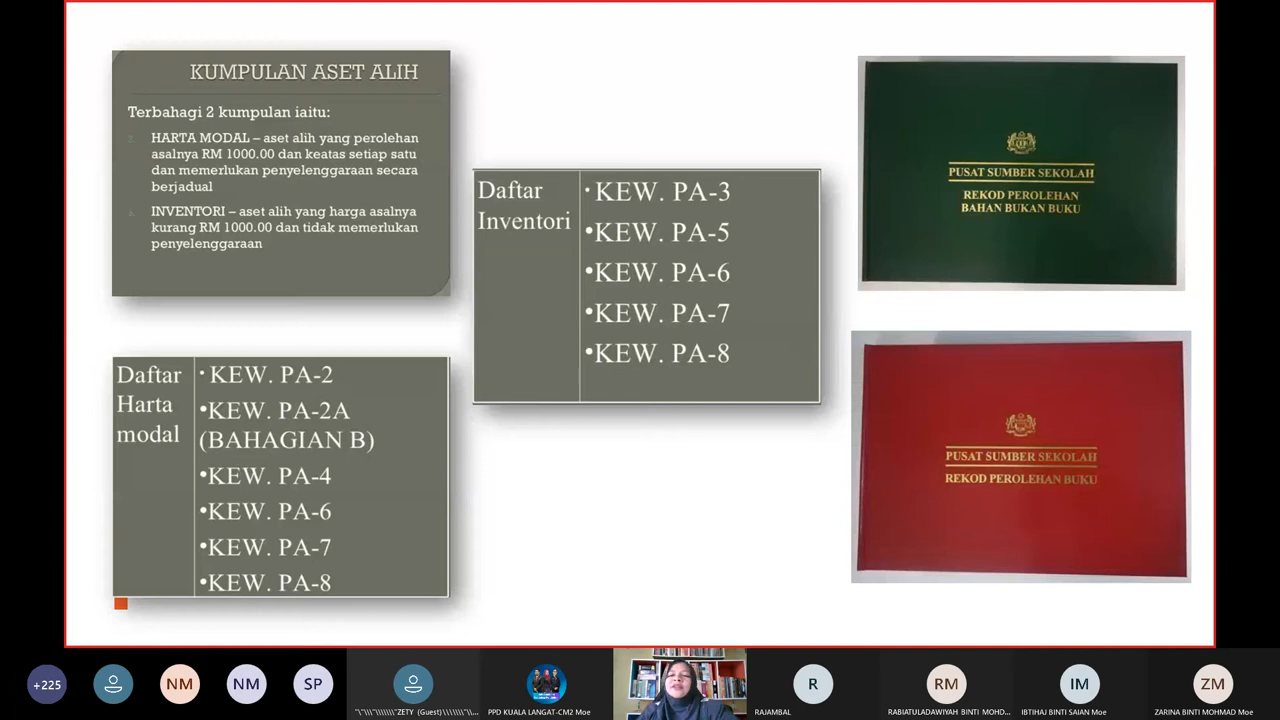 KUMPULAN ASET ALIH
Terbahagi 2 kumpulan iaitu:
HARTA MODAL – aset alih yang perolehan
asalnya RM 1000.00 dan keatas setiap satu
dan memerlukan penyelenggaraan secara
berjadual
INVENTORI – aset alih yang harga asalnya
kurang RM 1000.00 dan tidak memerlukan
penyelenggaraan
Daftar
Harta
modal
• KEW. PA-2
•KEW. PA-2A
(BAHAGIAN B)
•KEW. PA-4
•KEW. PA-6
•KEW. PA-7
•KEW. PA-8
Daftar
Inventori
• KEW. PA-3
•KEW. PA-5
•KEW. PA-6
•KEW. PA-7
•KEW. PA-8
PUSAT SUMBER SEKOLAH
REKOD PEROLEHAN
BAHAN BUKAN BUKU
PUSAT SUMBER SEKOLAH
REKOD PEROLEHAN BUKU
+225
NM
NM
SP
ZETY (Guest)
PPD KUALA LANGAT-CM2 Moe
R
RAJAMBAL
RM
RABIATULADAWIYAH BINTI MOHD...
IM
IBTIHAJ BINTI SAIAN Moe
ZM
ZARINA BINTI MOHMAD Moe